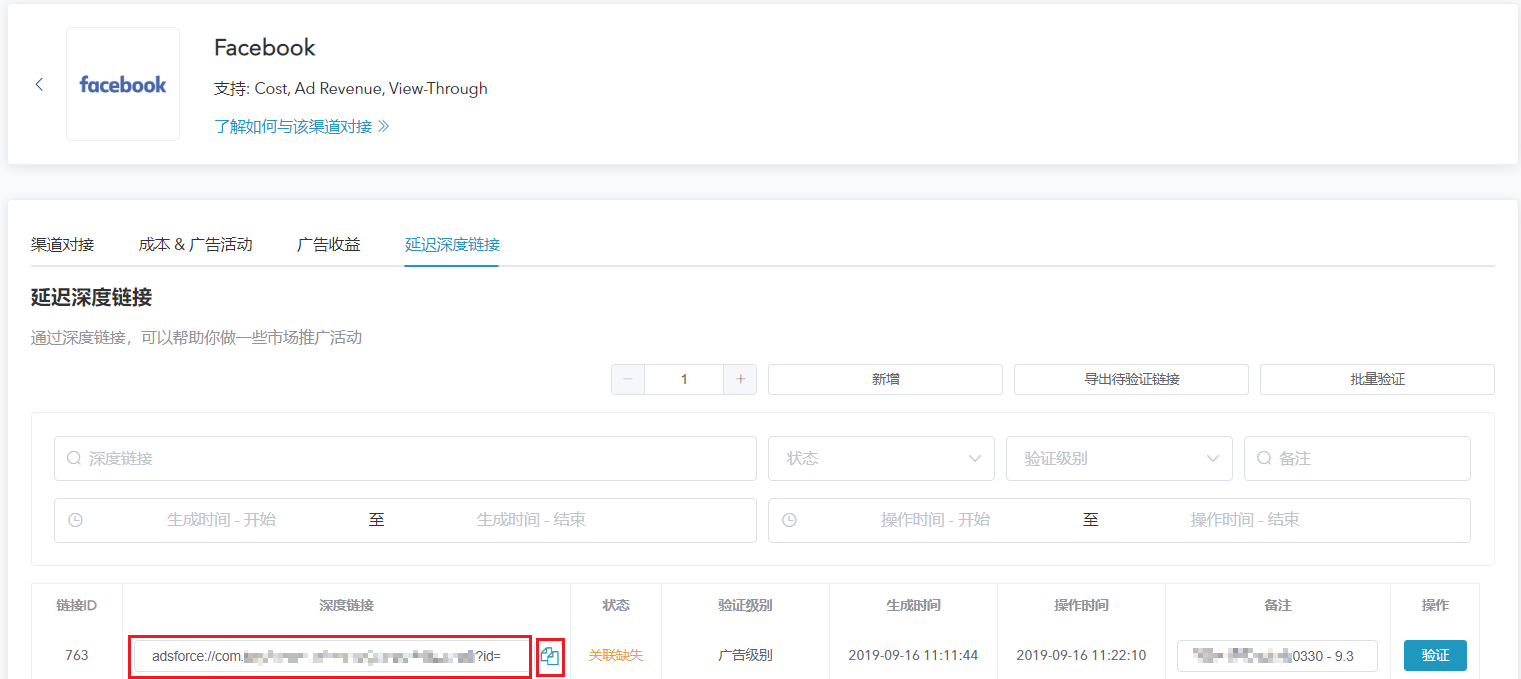 facebook
Facebook
支持: Cost, Ad Revenue, View-Through
了解如何与该渠道对接
渠道对接 成本 & 广告活动 广告收益 延迟深度链接
延迟深度链接
通过深度链接，可以帮助你做一些市场推广活动
1 新增 导出待验证链接 批量验证
深度链接 状态 验证级别 备注
生成时间 - 开始 至 生成时间 - 结束 操作时间 - 开始 至 操作时间 - 结束
链接ID 深度链接 状态 验证级别 生成时间 操作时间 备注 操作
763 adsforce://com. ?id= 关联缺失 广告级别 2019-09-16 11:11:44 2019-09-16 11:22:10 0330 - 9.3 验证